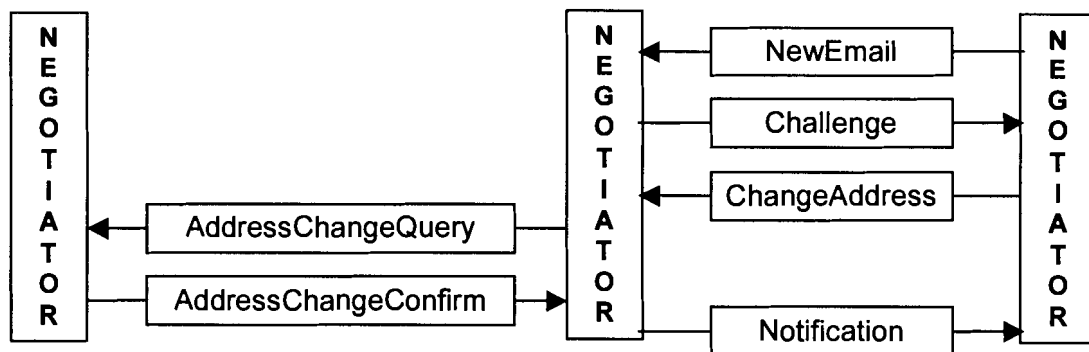 NEGOTIATOR
NEGOTIATOR
NEGOTIATOR
NewEmail
Challenge
ChangeAddress
AddressChangeQuery
AddressChangeConfirm
Notification